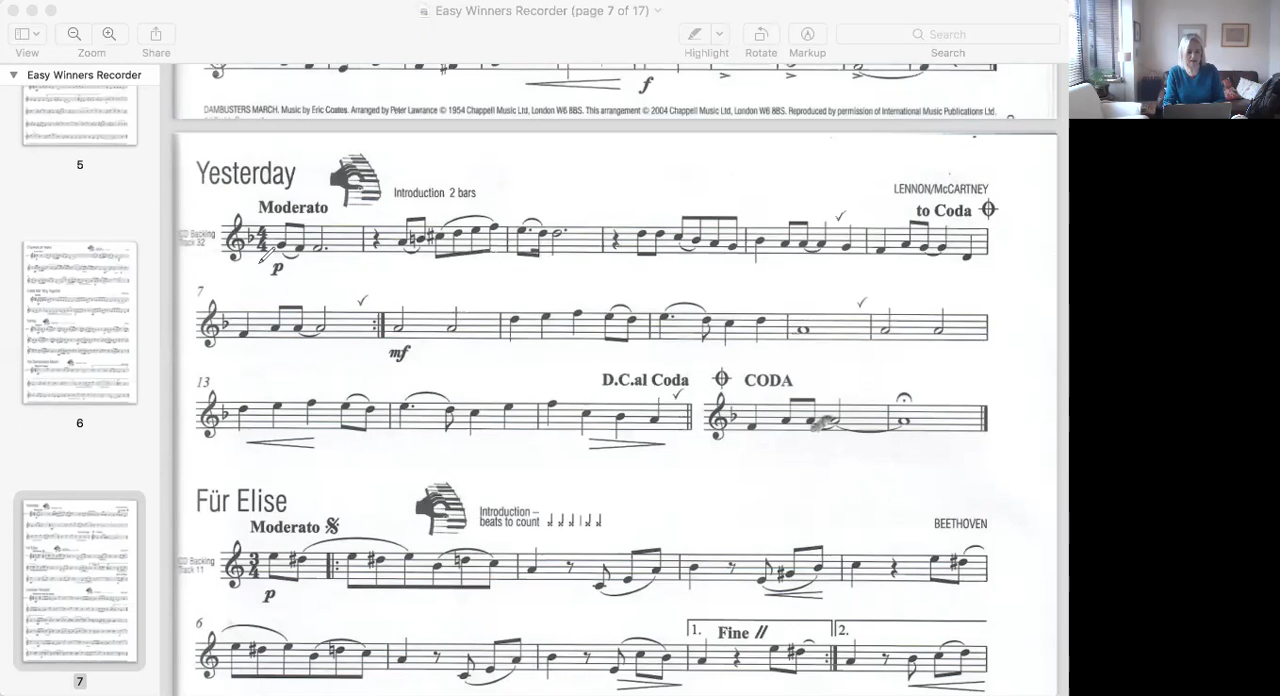 Easy Winners Recorder (page 7 of 17)
View
Zoom
Share
Highlight
Rotate
Markup
Search
Search
Easy Winners Recorder
5
6
7
f
DAMBUSTERS MARCH. Music by Eric Coates. Arranged by Peter Lawrance © 1954 Chappell Music Ltd, London W6 8BS. This arrangement © 2004 Chappell Music Ltd, London W6 8BS. Reproduced by permission of International Music Publications Ltd.
Yesterday
Introduction 2 bars
LENNON/McCARTNEY
Moderato
to Coda
CD Backing
Track 32
4
4
p
7
mf
13
D.C.al Coda
CODA
Für Elise
Introduction –
beats to count
BEETHOVEN
Moderato
CD Backing
Track 11
3
4
p
6
1.
Fine //
2.